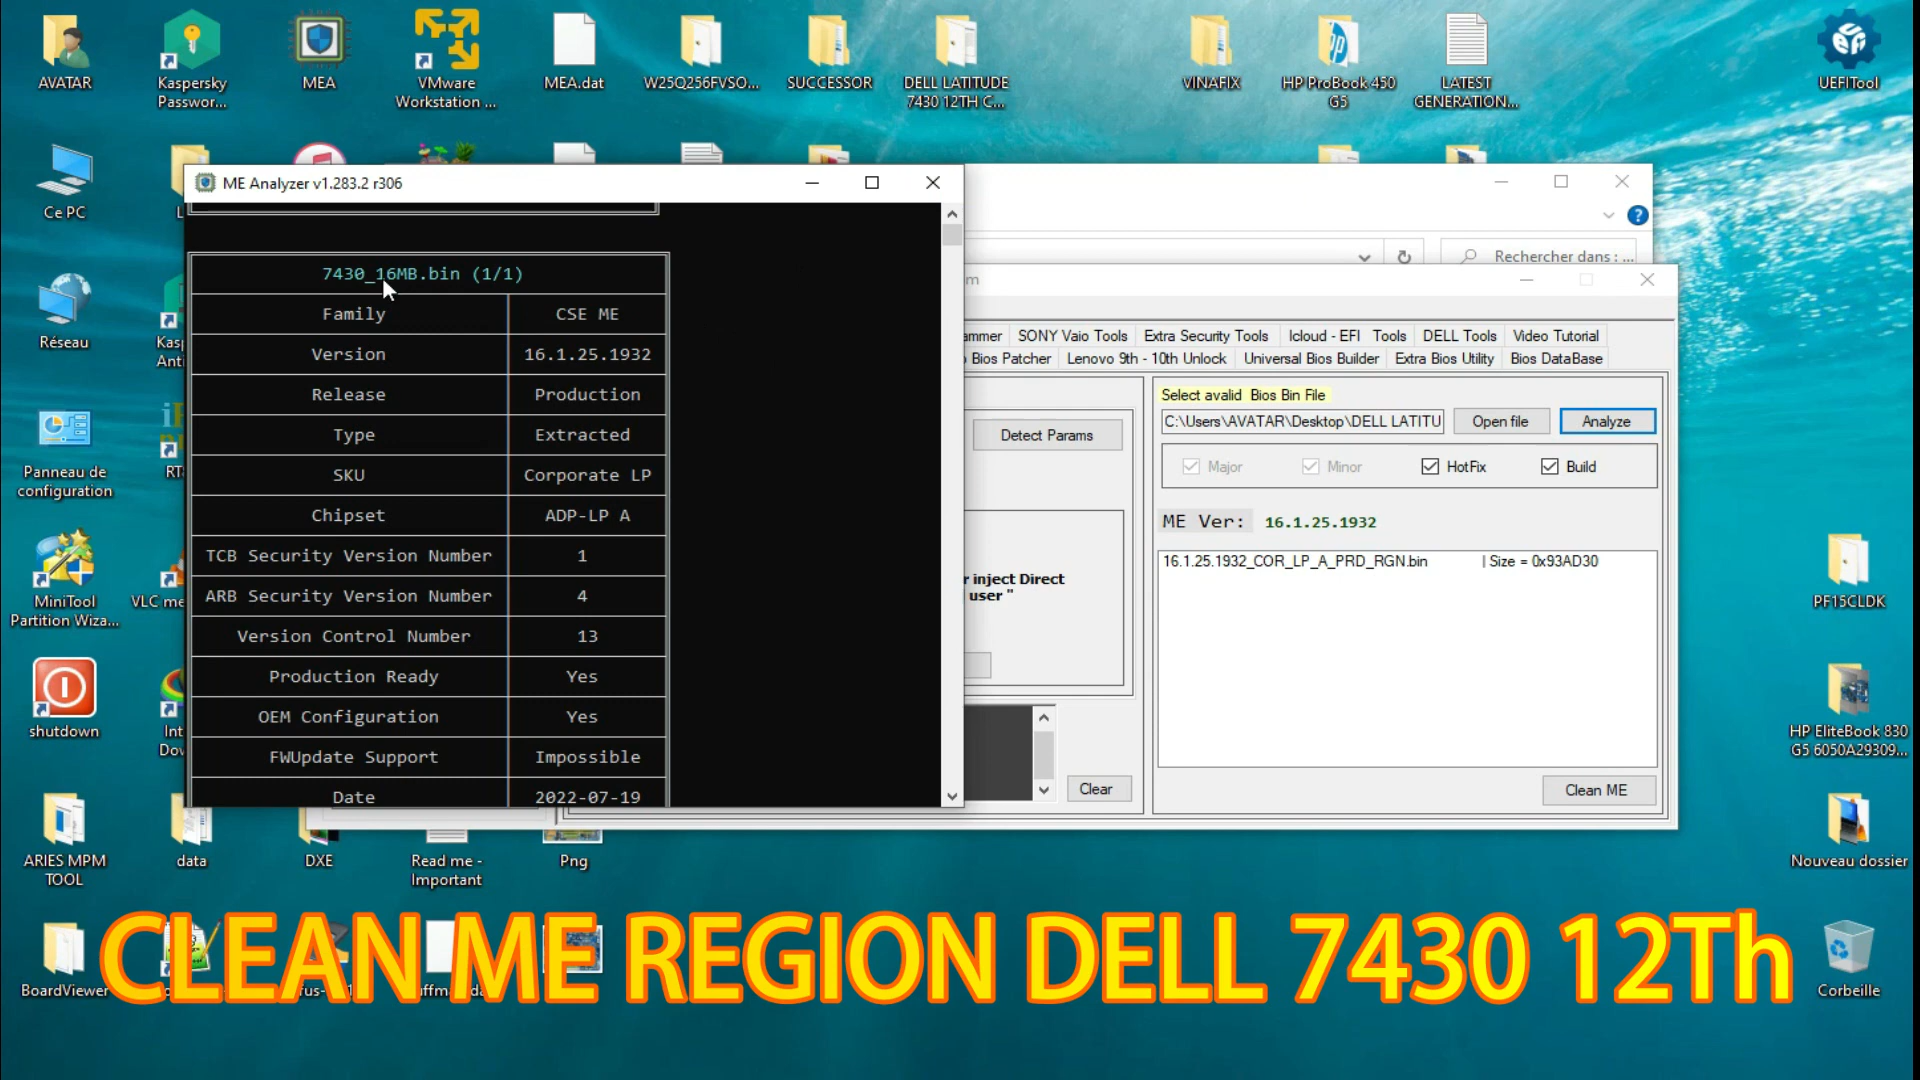 AVATAR
Kaspersky
Passwor...
MEA
VMware
Workstation ...
MEA.dat
W25Q256FVSO...
SUCCESSOR
DELL LATITUDE
7430 12TH C...
VINAFIX
HP ProBook 450
G5
LATEST
GENERATION...
UEFITool
Ce PC
Réseau
Panneau de
configuration
MiniTool
Partition Wiza...
VLC me
shutdown
ME Analyzer v1.283.2 r306
7430_16MB.bin (1/1)
Family CSE ME
Version 16.1.25.1932
Release Production
Type Extracted
SKU Corporate LP
Chipset ADP-LP A
TCB Security Version Number 1
ARB Security Version Number 4
Version Control Number 13
Production Ready Yes
OEM Configuration Yes
FWUpdate Support Impossible
Date 2022-07-19
Rechercher dans : ...
mmer SONY Vaio Tools Extra Security Tools Icloud - EFI Tools DELL Tools Video Tutorial
Bios Patcher Lenovo 9th - 10th Unlock Universal Bios Builder Extra Bios Utility Bios DataBase
Detect Params
r inject Direct
user "
Clear
Select avalid Bios Bin File
C:\Users\AVATAR\Desktop\DELL LATITU Open file Analyze
Major Minor HotFix Build
ME Ver: 16.1.25.1932
16.1.25.1932_COR_LP_A_PRD_RGN.bin | Size = 0x93AD30
Clean ME
PF15CLDK
HP EliteBook 830
G5 6050A29309...
Nouveau dossier
ARIES MPM
TOOL
data
DXE
Read me -
Important
Png
BoardViewer
Corbeille
CLEAN ME REGION DELL 7430 12Th